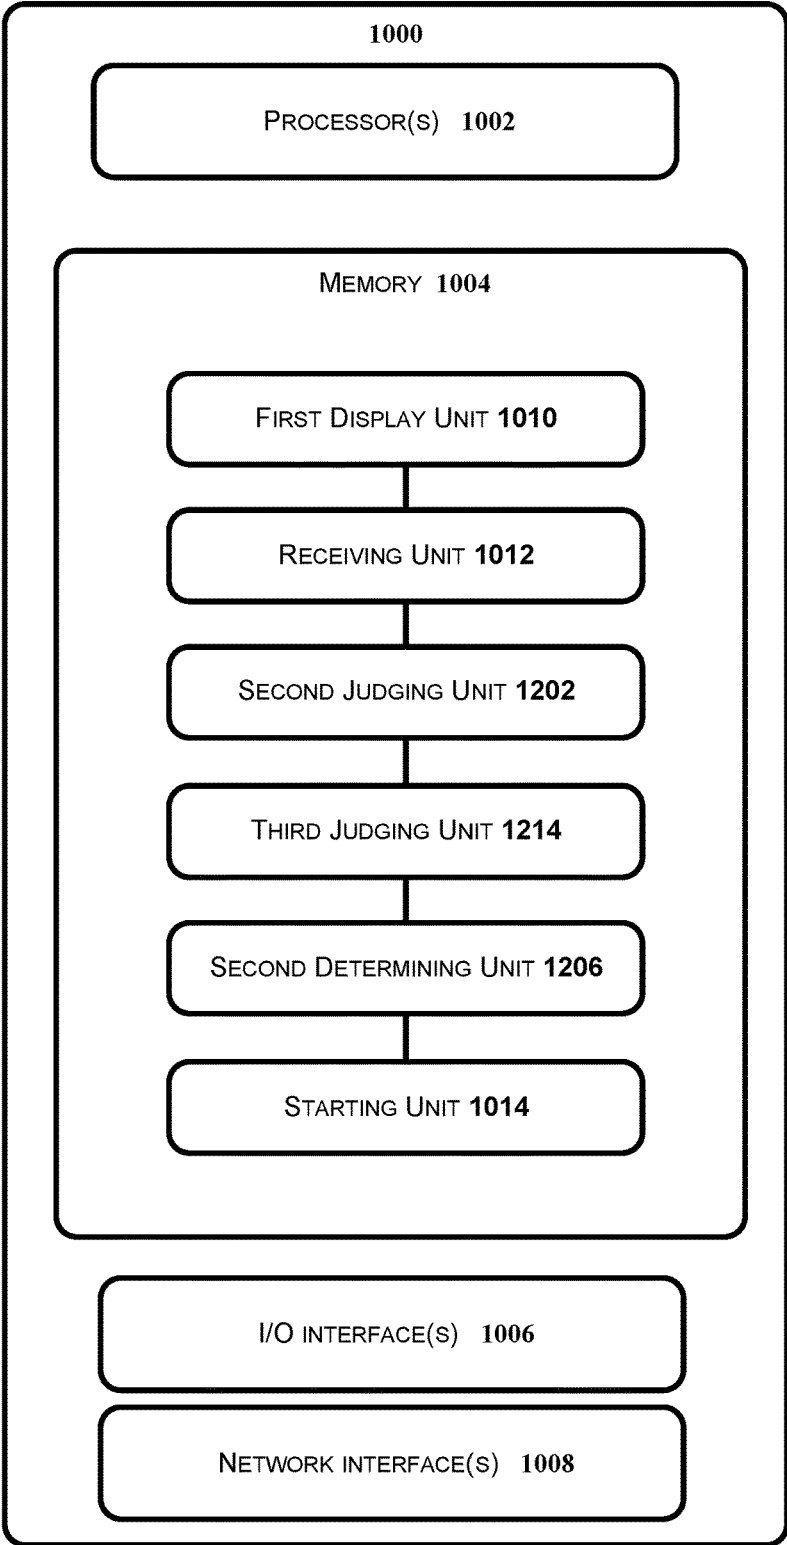 1000
PROCESSOR(S) 1002
MEMORY 1004
FIRST DISPLAY UNIT 1010
RECEIVING UNIT 1012
SECOND JUDGING UNIT 1202
THIRD JUDGING UNIT 1214
SECOND DETERMINING UNIT 1206
STARTING UNIT 1014
I/O INTERFACE(S) 1006
NETWORK INTERFACE(S) 1008